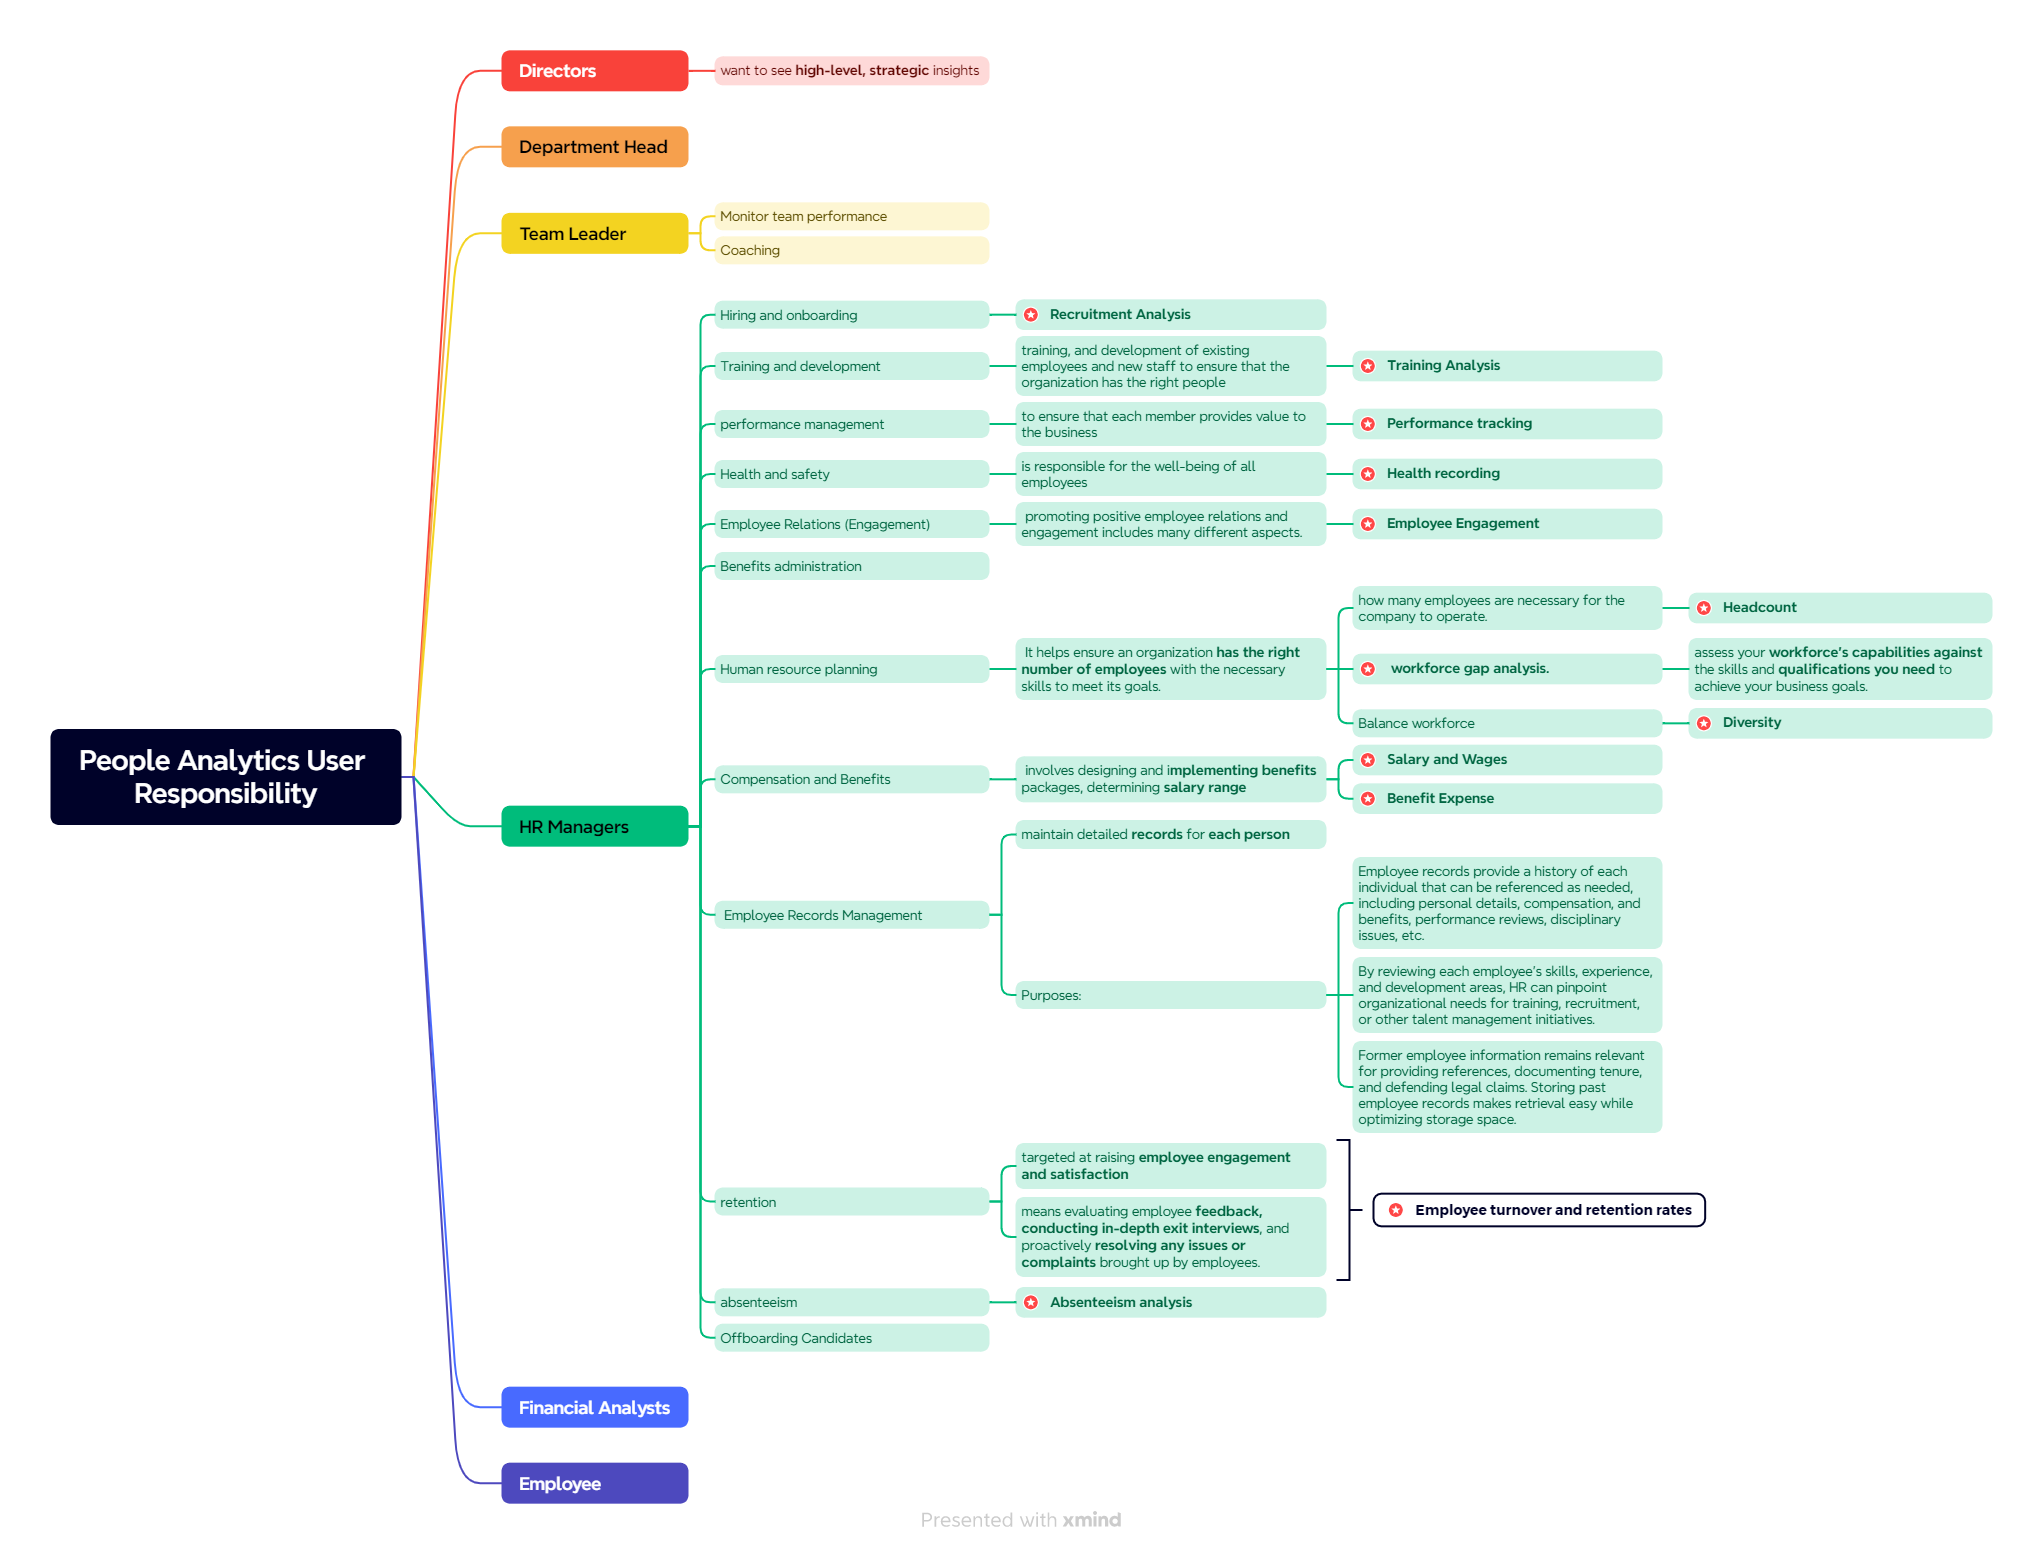 Directors
want to see high-level, strategic insights
Department Head
Team Leader
Monitor team performance
Coaching
People Analytics User
Responsibility
HR Managers
Hiring and onboarding
Recruitment Analysis
Training and development
training, and development of existing
employees and new staff to ensure that the
organization has the right people
Training Analysis
performance management
to ensure that each member provides value to
the business
Performance tracking
Health and safety
is responsible for the well-being of all
employees
Health recording
Employee Relations (Engagement)
promoting positive employee relations and
engagement includes many different aspects.
Employee Engagement
Benefits administration
Human resource planning
It helps ensure an organization has the right
number of employees with the necessary
skills to meet its goals.
how many employees are necessary for the
company to operate.
Headcount
workforce gap analysis.
assess your workforce's capabilities against
the skills and qualifications you need to
achieve your business goals.
Balance workforce
Diversity
Compensation and Benefits
involves designing and implementing benefits
packages, determining salary range
Salary and Wages
Benefit Expense
Employee Records Management
maintain detailed records for each person
Purposes:
Employee records provide a history of each
individual that can be referenced as needed,
including personal details, compensation, and
benefits, performance reviews, disciplinary
issues, etc.
By reviewing each employee's skills, experience,
and development areas, HR can pinpoint
organizational needs for training, recruitment,
or other talent management initiatives.
Former employee information remains relevant
for providing references, documenting tenure,
and defending legal claims. Storing past
employee records makes retrieval easy while
optimizing storage space.
retention
targeted at raising employee engagement
and satisfaction
means evaluating employee feedback,
conducting in-depth exit interviews, and
proactively resolving any issues or
complaints brought up by employees.
Employee turnover and retention rates
absenteeism
Absenteeism analysis
Offboarding Candidates
Financial Analysts
Employee
Presented with xmind